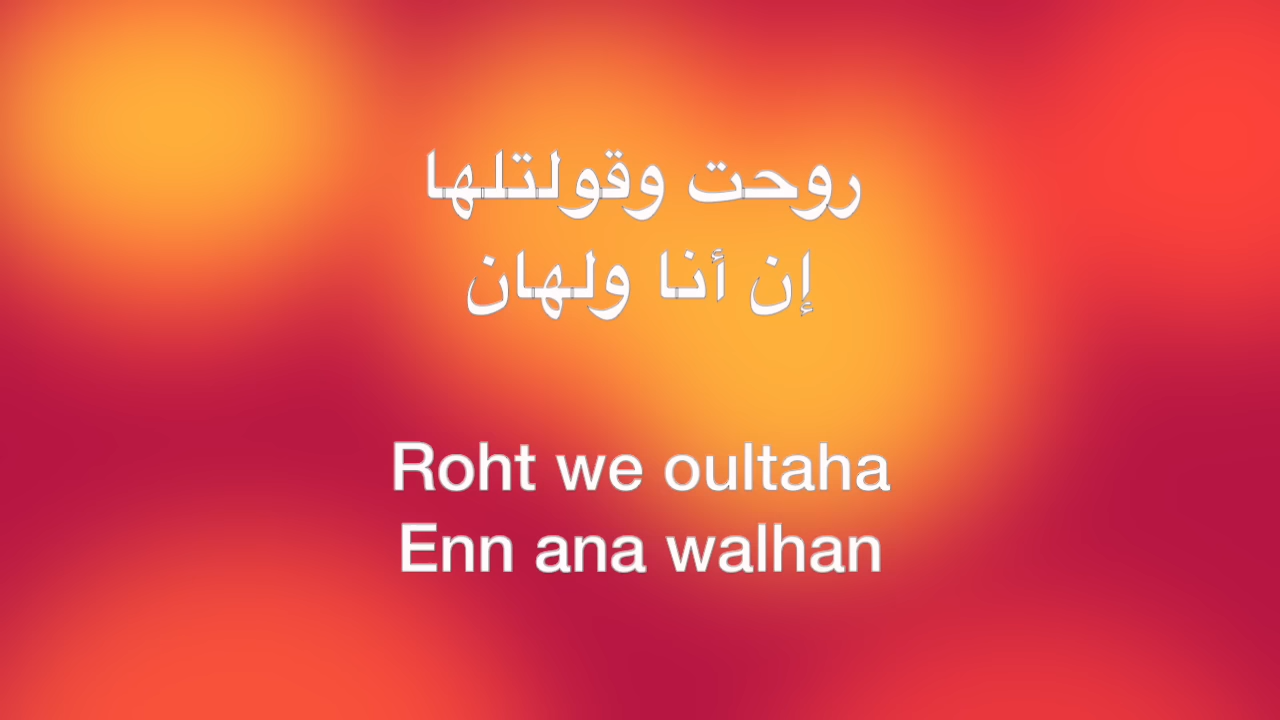 روحت وقولتلها
إن أنا ولهان
Roht we oultaha
Enn ana walhan